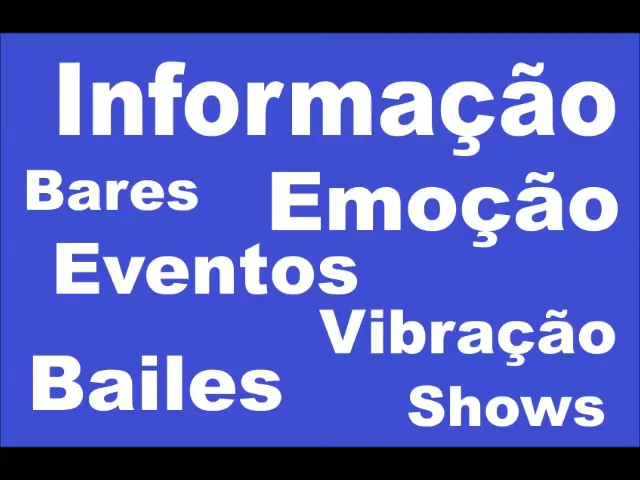 Informação
Bares
Emoção
Eventos
Vibração
Bailes
Shows